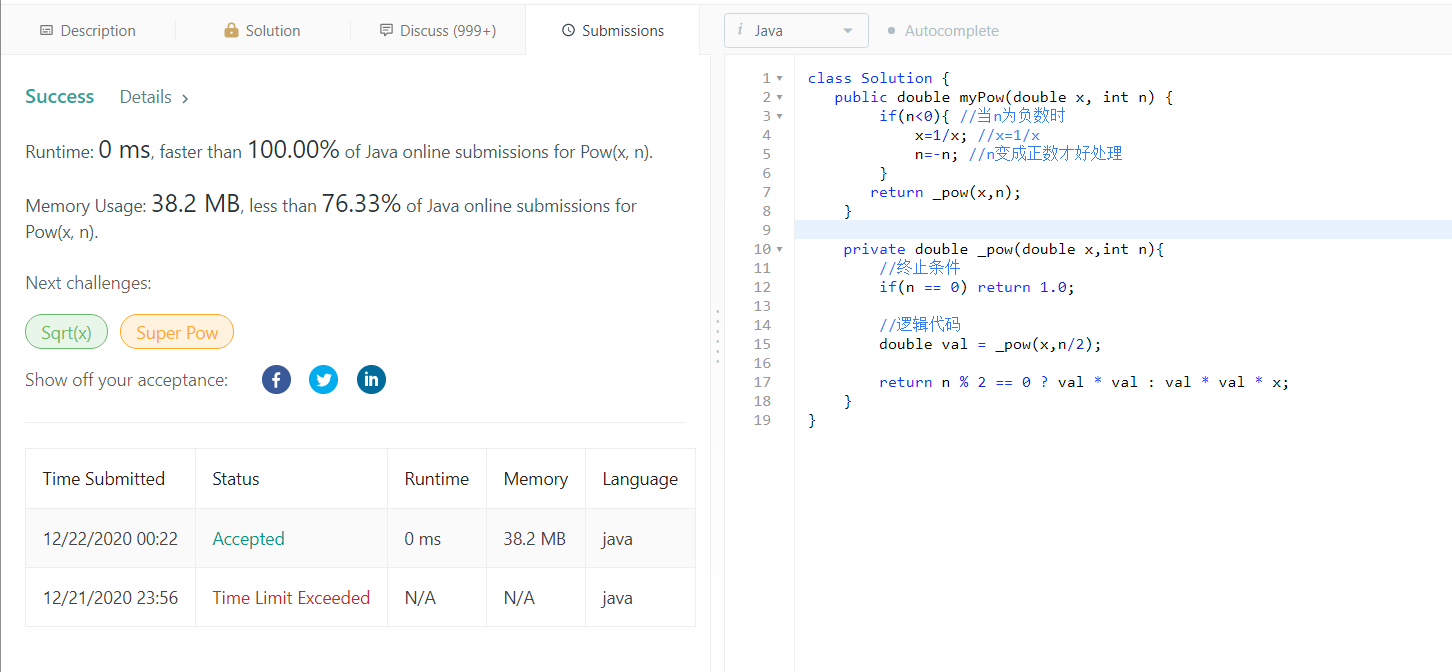 Description
Solution
Discuss (999+)
Submissions
Success Details
Runtime: 0 ms, faster than 100.00% of Java online submissions for Pow(x, n).
Memory Usage: 38.2 MB, less than 76.33% of Java online submissions for
Pow(x, n).
Next challenges:
Sqrt(x) Super Pow
Show off your acceptance:
Time Submitted Status Runtime Memory Language
12/22/2020 00:22 Accepted 0 ms 38.2 MB java
12/21/2020 23:56 Time Limit Exceeded N/A N/A java
i Java Autocomplete
1 class Solution {
2 public double myPow(double x, int n) {
3 if(n<0){ //当n为负数时
4 x=1/x; //x=1/x
5 n=-n; //n变成正数才好处理
6 }
7 return _pow(x,n);
8 }
9
10 private double _pow(double x,int n){
11 //终止条件
12 if(n == 0) return 1.0;
13
14 //逻辑代码
15 double val = _pow(x,n/2);
16
17 return n % 2 == 0 ? val * val : val * val * x;
18 }
19 }